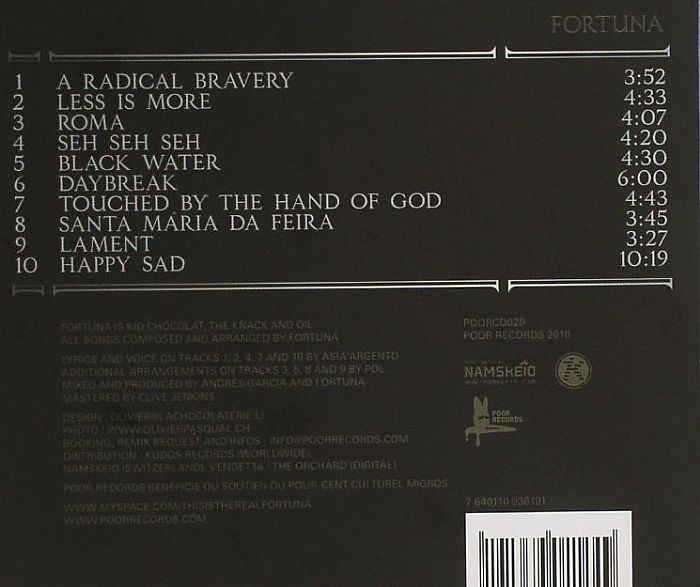 FORTUNA
1 A RADICAL BRAVERY 3:52
2 LESS IS MORE 4:33
3 ROMA 4:07
4 SEH SEH SEH 4:20
5 BLACK WATER 4:30
6 DAYBREAK 6:00
7 TOUCHED BY THE HAND OF GOD 4:43
8 SANTA MARIA DA FEIRA 3:45
9 LAMENT 3:27
10 HAPPY SAD 10:19
FORTUNA IS KID CHOCOLAT, THE KNACK AND OIL
ALL SONGS COMPOSED AND ARRANGED BY FORTUNA
LYRICS AND VOICE ON TRACKS 1, 2, 4, 7 AND 10 BY ASIA ARGENTO
ADDITIONAL ARRANGEMENTS ON TRACKS 3, 5, 8 AND 9 BY POL
MIXED AND PRODUCED BY ANDRES GARCIA AND FORTUNA
MASTERED BY CLIVE JENKINS
DESIGN : OLIVIER@LACHOCOLATERIE.LI
PHOTO : WWW.OLIVIERPASQUAL.CH
BOOKING, REMIX REQUEST AND INFOS : INFO@POORRECORDS.COM
DISTRIBUTION : KUDOS RECORDS (WORLDWIDE),
NAMSKEIO (SWITZERLAND), VENDETTA / THE ORCHARD (DIGITAL)
POOR RECORDS BÉNÉFICIE DU SOUTIEN DU POUR-CENT CULTUREL MIGROS
WWW.MYSPACE.COM/THISISTHEREALFORTUNA
WWW.POORRECORDS.COM
POORCD020
POOR RECORDS 2010
NAMSKEÏO
POOR
RECORDS
7 640110 936191